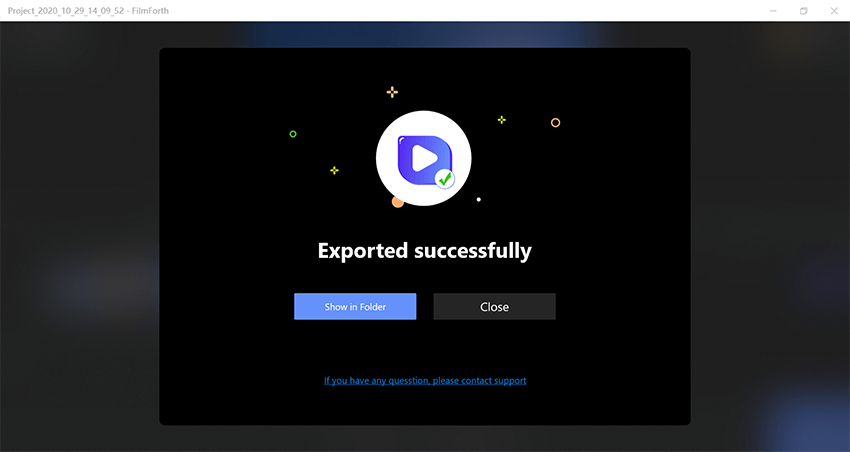 Project_2020_10_29_14_09_52 - FilmForth
Exported successfully
Show in Folder
Close
If you have any quesstion, please contact support